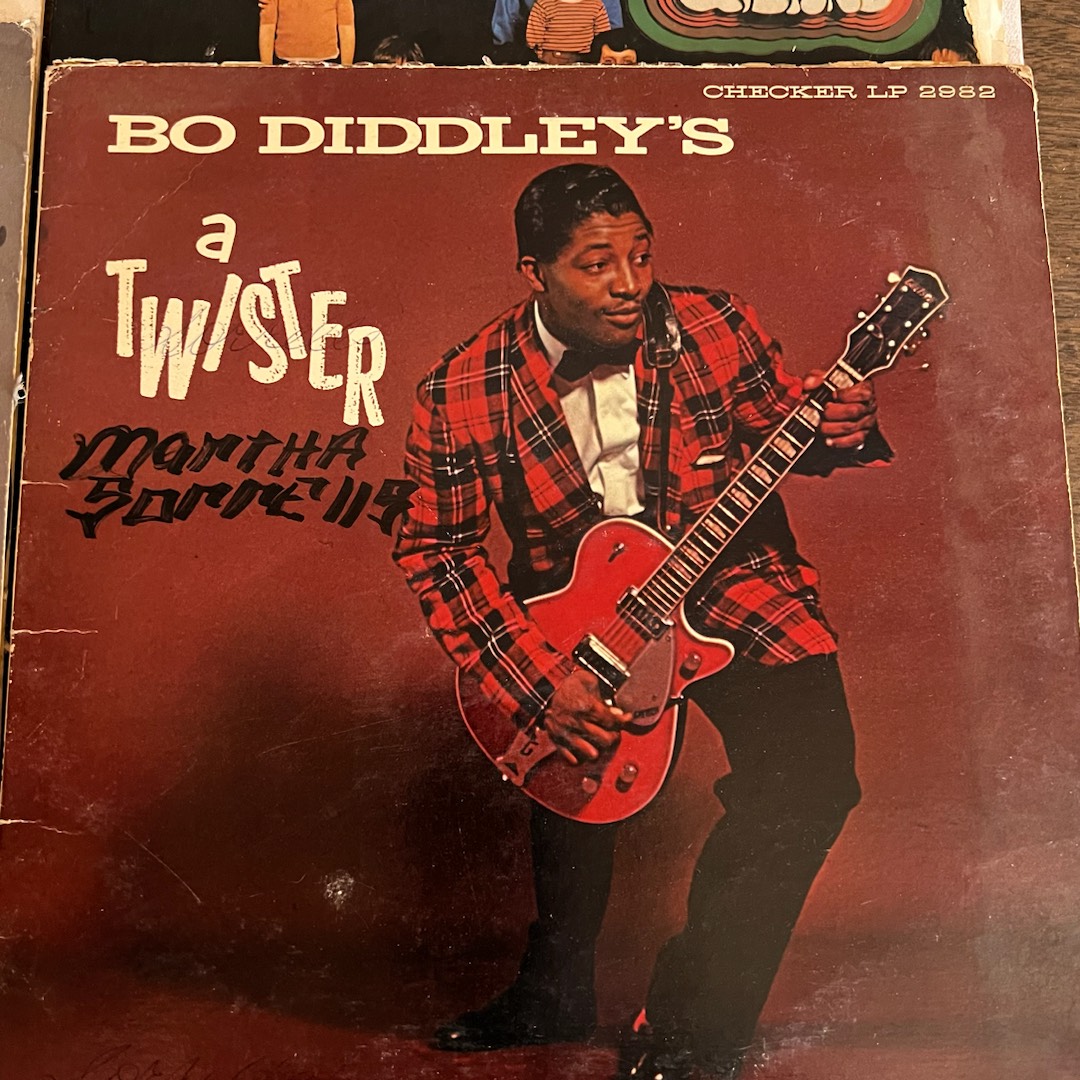 CHECKER LP 2982
BO DIDDLEY'S
a
TWISTER
Martha
Sorrells